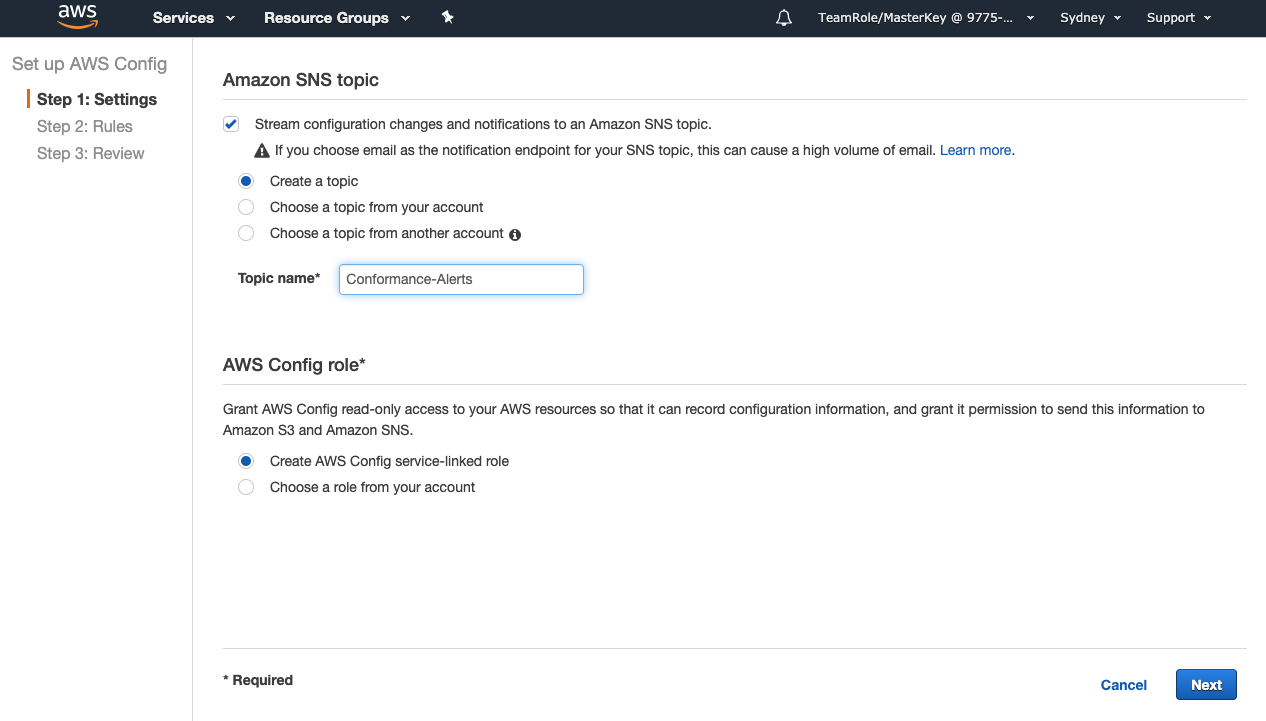 aws Services Resource Groups TeamRole/MasterKey @ 9775-... Sydney Support
Set up AWS Config
Step 1: Settings
Step 2: Rules
Step 3: Review
Amazon SNS topic
Stream configuration changes and notifications to an Amazon SNS topic.
If you choose email as the notification endpoint for your SNS topic, this can cause a high volume of email. Learn more.
Create a topic
Choose a topic from your account
Choose a topic from another account
Topic name* Conformance-Alerts
AWS Config role*
Grant AWS Config read-only access to your AWS resources so that it can record configuration information, and grant it permission to send this information to
Amazon S3 and Amazon SNS.
Create AWS Config service-linked role
Choose a role from your account
* Required
Cancel Next